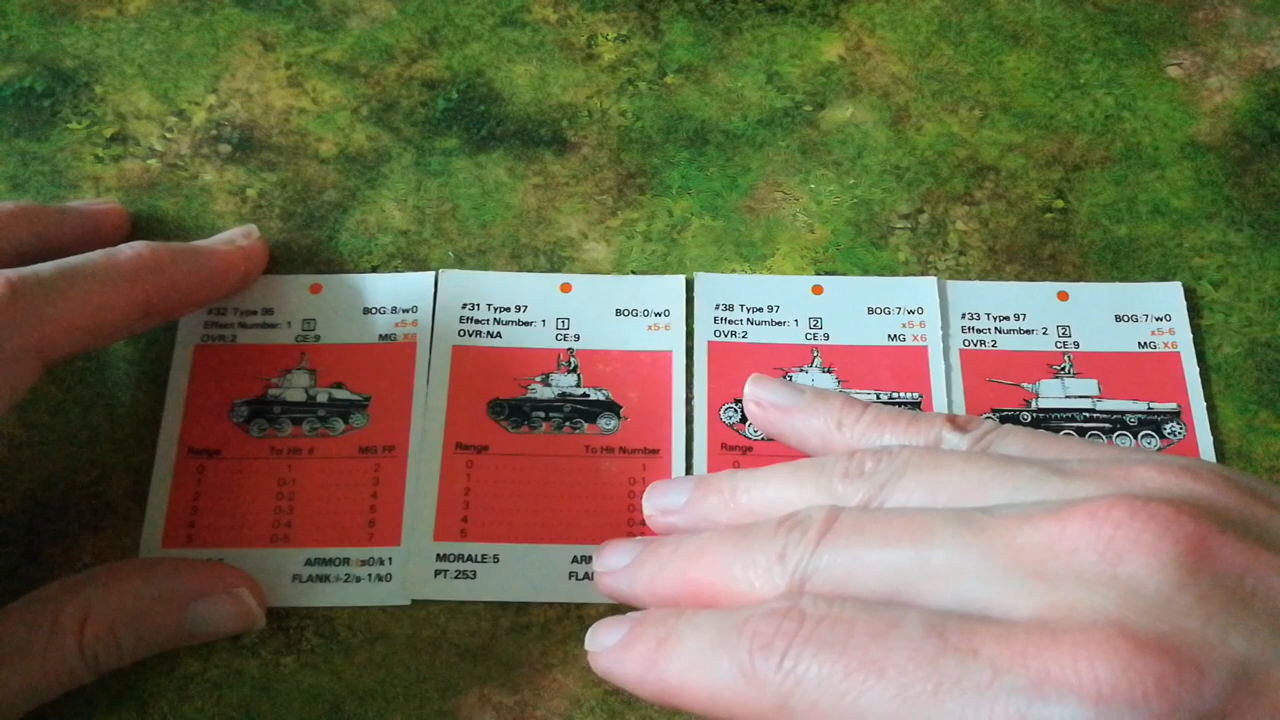 #32 Type 95
BOG:8/w0
Effect Number: 1 1
x5-6
OVR:2
CE:9
MG: X6
Range
To Hit #
MG FP
0 1 2
1 0-1 3
2 0-2 4
3 0-3 5
4 0-4 6
5 0-5 7
ARMOR: s0/k1
FLANK:
#31 Type 97
BOG:0/w0
Effect Number: 1 1
x5-6
OVR:NA
CE:9
Range
To Hit Number
0 1
1 0-1
2
3
4
5
MORALE:5
PT:253
#38 Type 97
BOG:7/w0
Effect Number: 1 2
x5-6
OVR:2
CE:9
MG X6
Range
0
#33 Type 97
BOG:7/w0
Effect Number: 2 2
x5-6
OVR:2
CE:9
MG: X6